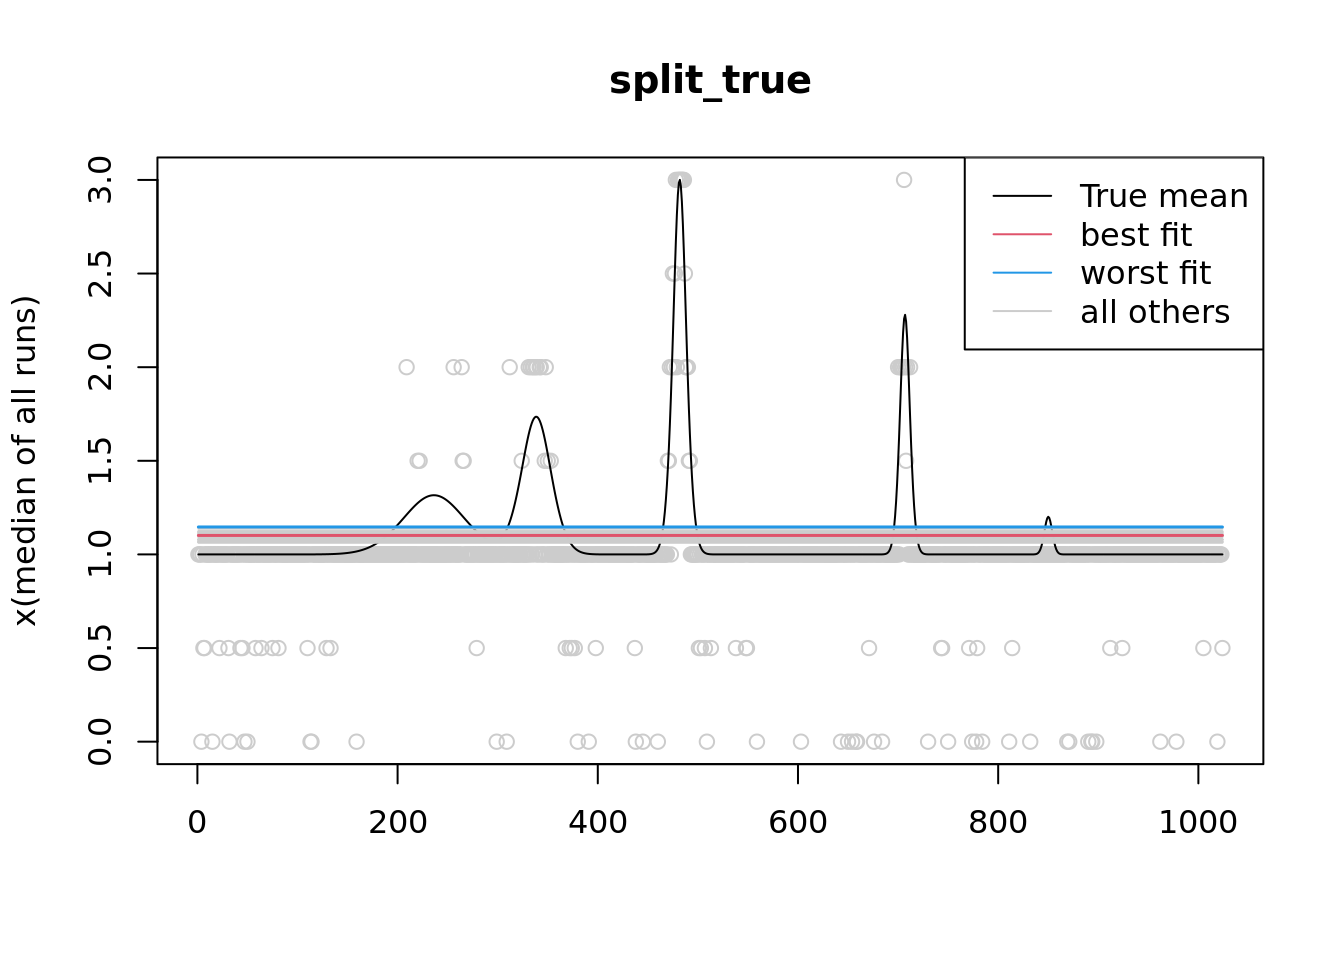 split_true
x(median of all runs)
3.0
2.5
2.0
1.5
1.0
0.5
0.0
True mean
best fit
worst fit
all others
0 200 400 600 800 1000